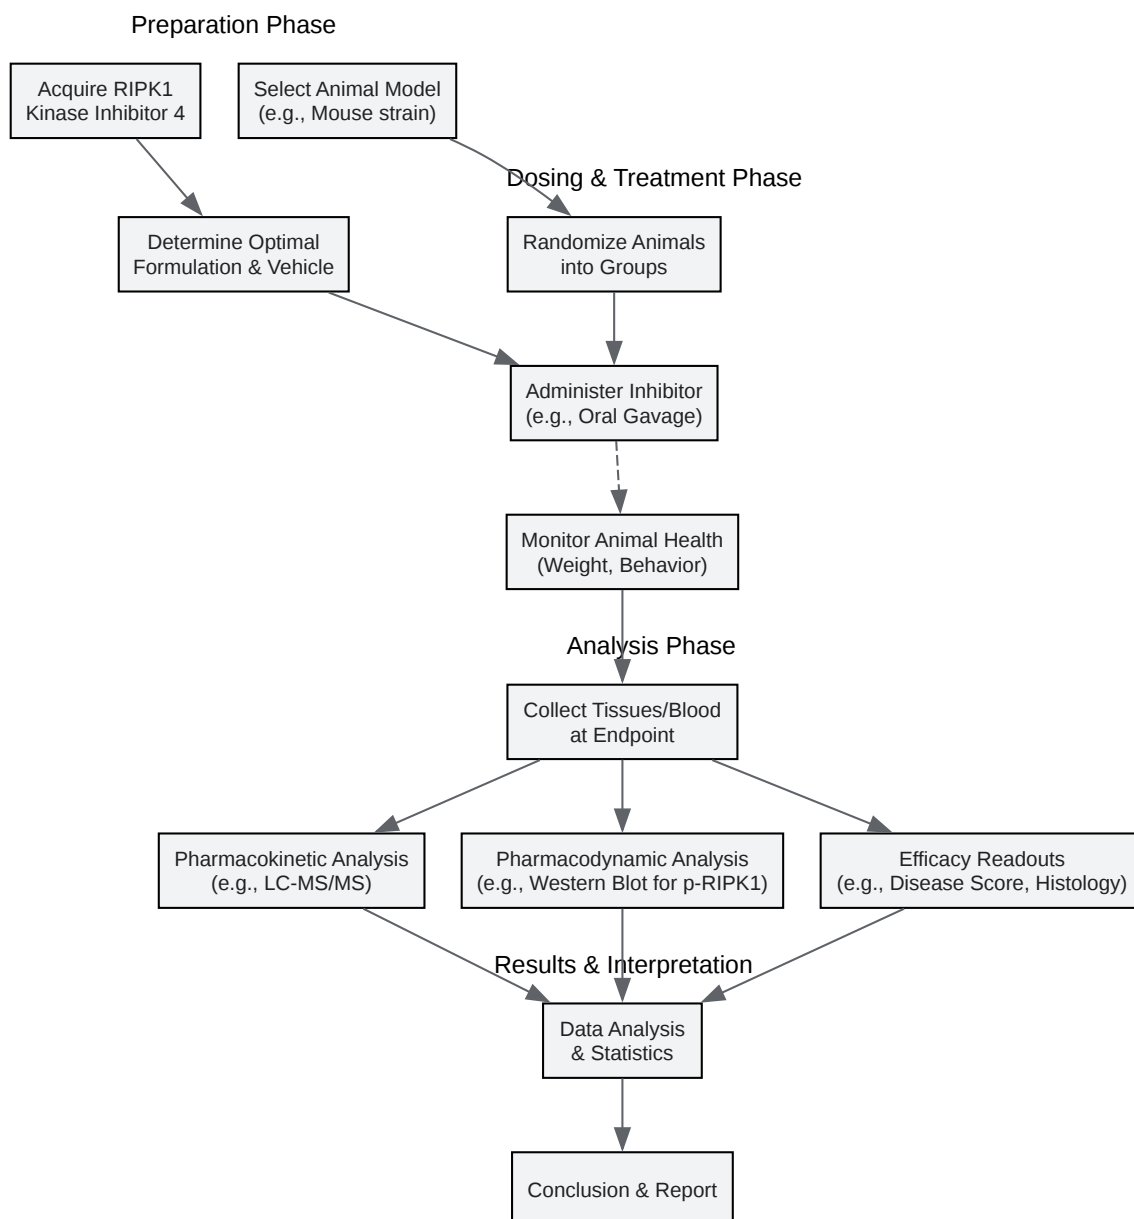 Preparation Phase
Acquire RIPK1
Kinase Inhibitor 4
Select Animal Model
(e.g., Mouse strain)
Dosing & Treatment Phase
Determine Optimal
Formulation & Vehicle
Randomize Animals
into Groups
Administer Inhibitor
(e.g., Oral Gavage)
Monitor Animal Health
(Weight, Behavior)
Analysis Phase
Collect Tissues/Blood
at Endpoint
Pharmacokinetic Analysis
(e.g., LC-MS/MS)
Pharmacodynamic Analysis
(e.g., Western Blot for p-RIPK1)
Efficacy Readouts
(e.g., Disease Score, Histology)
Results & Interpretation
Data Analysis
& Statistics
Conclusion & Report